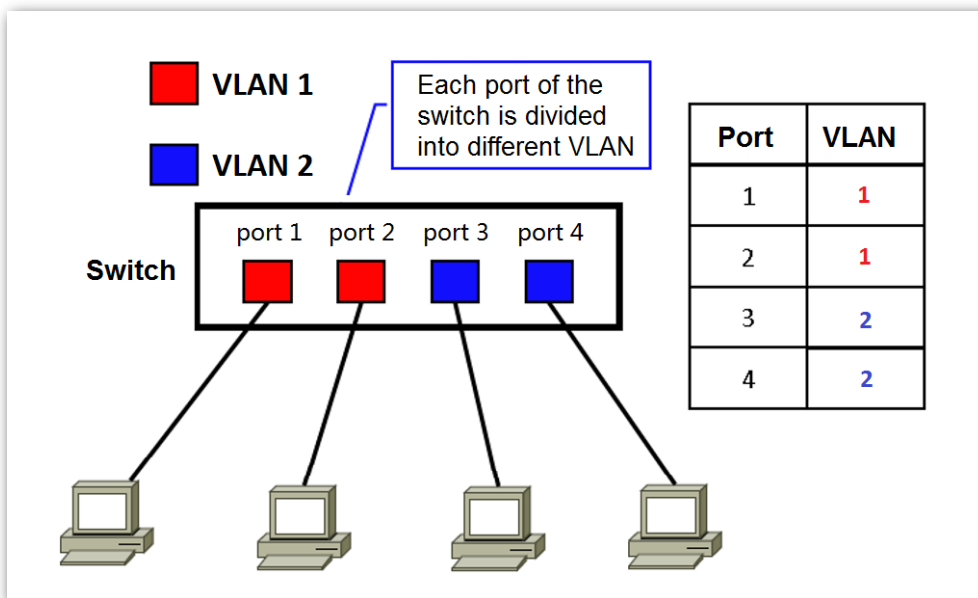 VLAN 1
VLAN 2
Each port of the
switch is divided
into different VLAN
Switch
port 1 port 2 port 3 port 4
Port VLAN
1 1
2 1
3 2
4 2